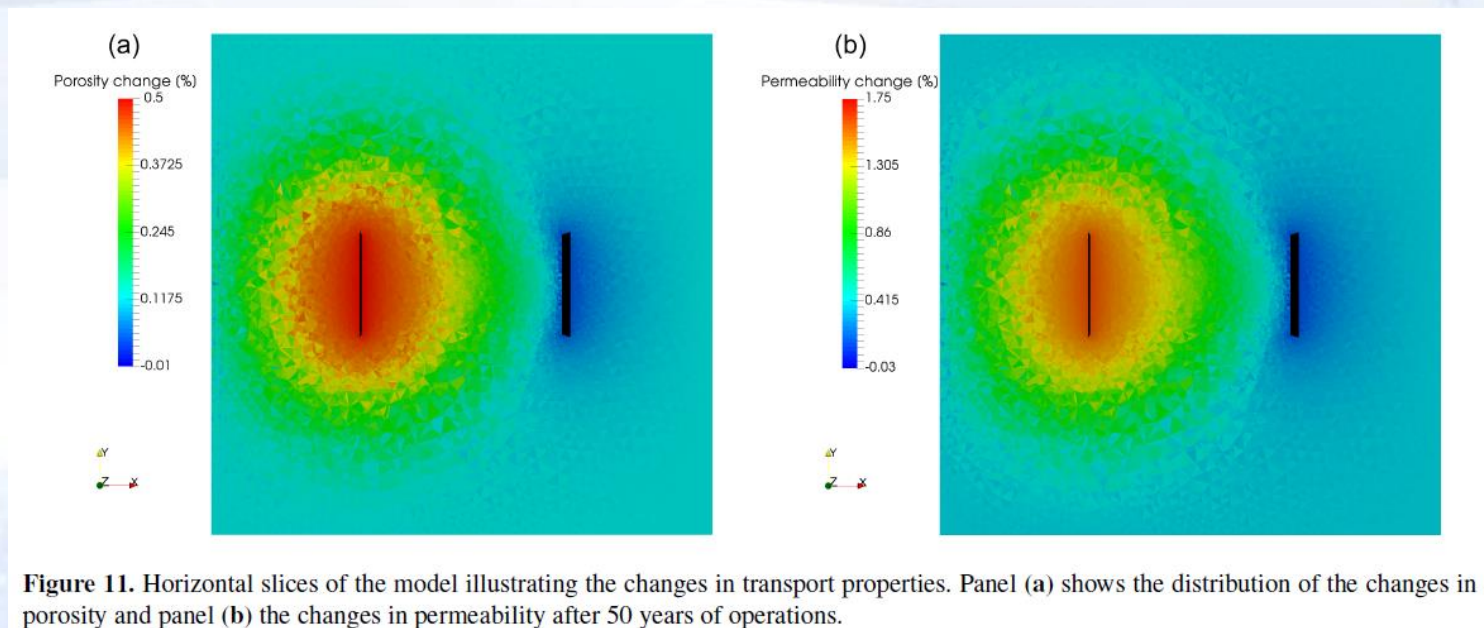 (a)
Porosity change (%)
0.5
0.3725
0.245
0.1175
-0.01
Y
Z
X
(b)
Permeability change (%)
1.75
1.305
0.86
0.415
-0.03
Y
Z
X
Figure 11. Horizontal slices of the model illustrating the changes in transport properties. Panel (a) shows the distribution of the changes in
porosity and panel (b) the changes in permeability after 50 years of operations.